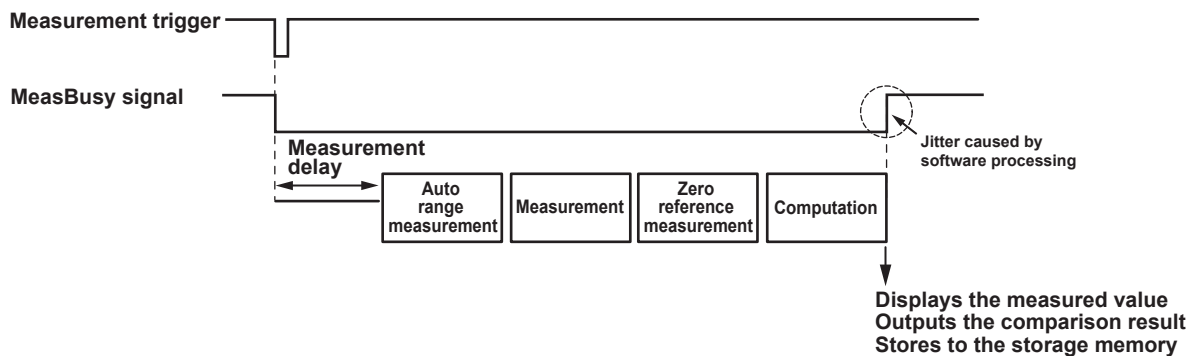 Measurement trigger
MeasBusy signal
Jitter caused by
software processing
Measurement
delay
Auto
range
measurement
Measurement
Zero
reference
measurement
Computation
Displays the measured value
Outputs the comparison result
Stores to the storage memory